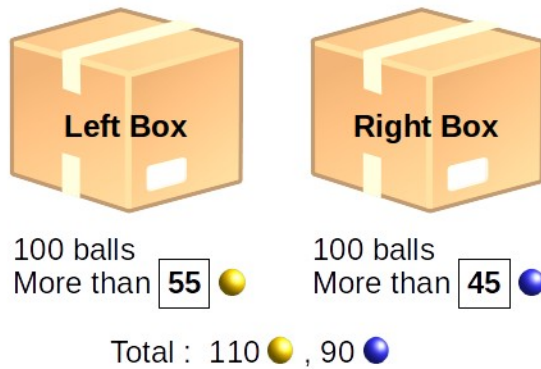 Left Box
Right Box
100 balls
More than 55
100 balls
More than 45
Total : 110 , 90